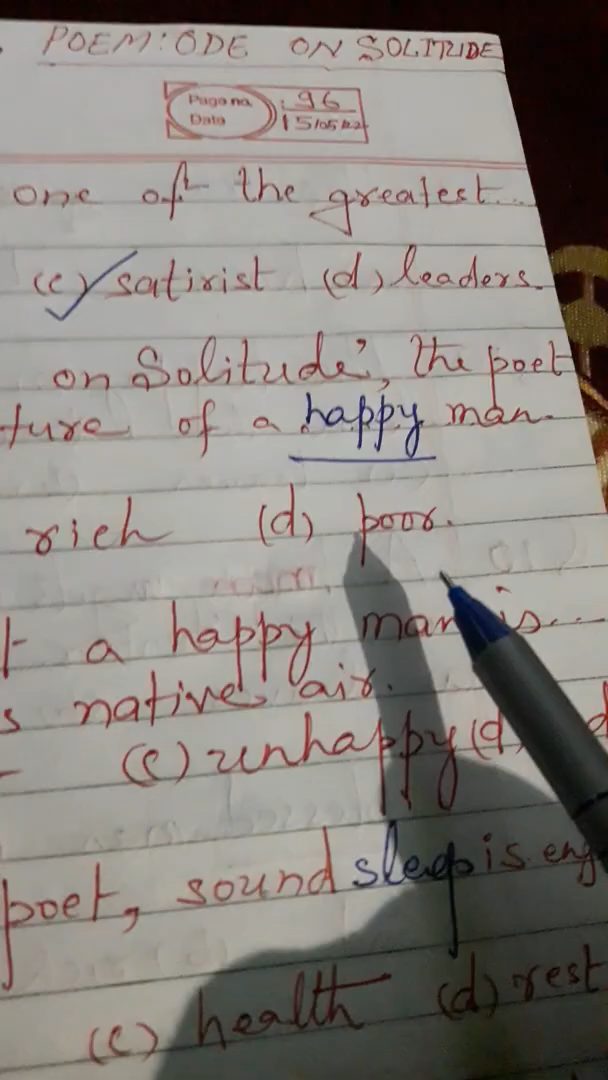 POEM: ODE ON SOLITUDE
Page no. 96
Date 15/05/22
one of the greatest...
(c) satirist (d) leaders.
on Solitude', the poet
ture of a happy man.
rich (d) poor.
a happy man is...
s native air.
(c) unhappy (d)
poet, sound sleep is enj
(c) health (d) rest